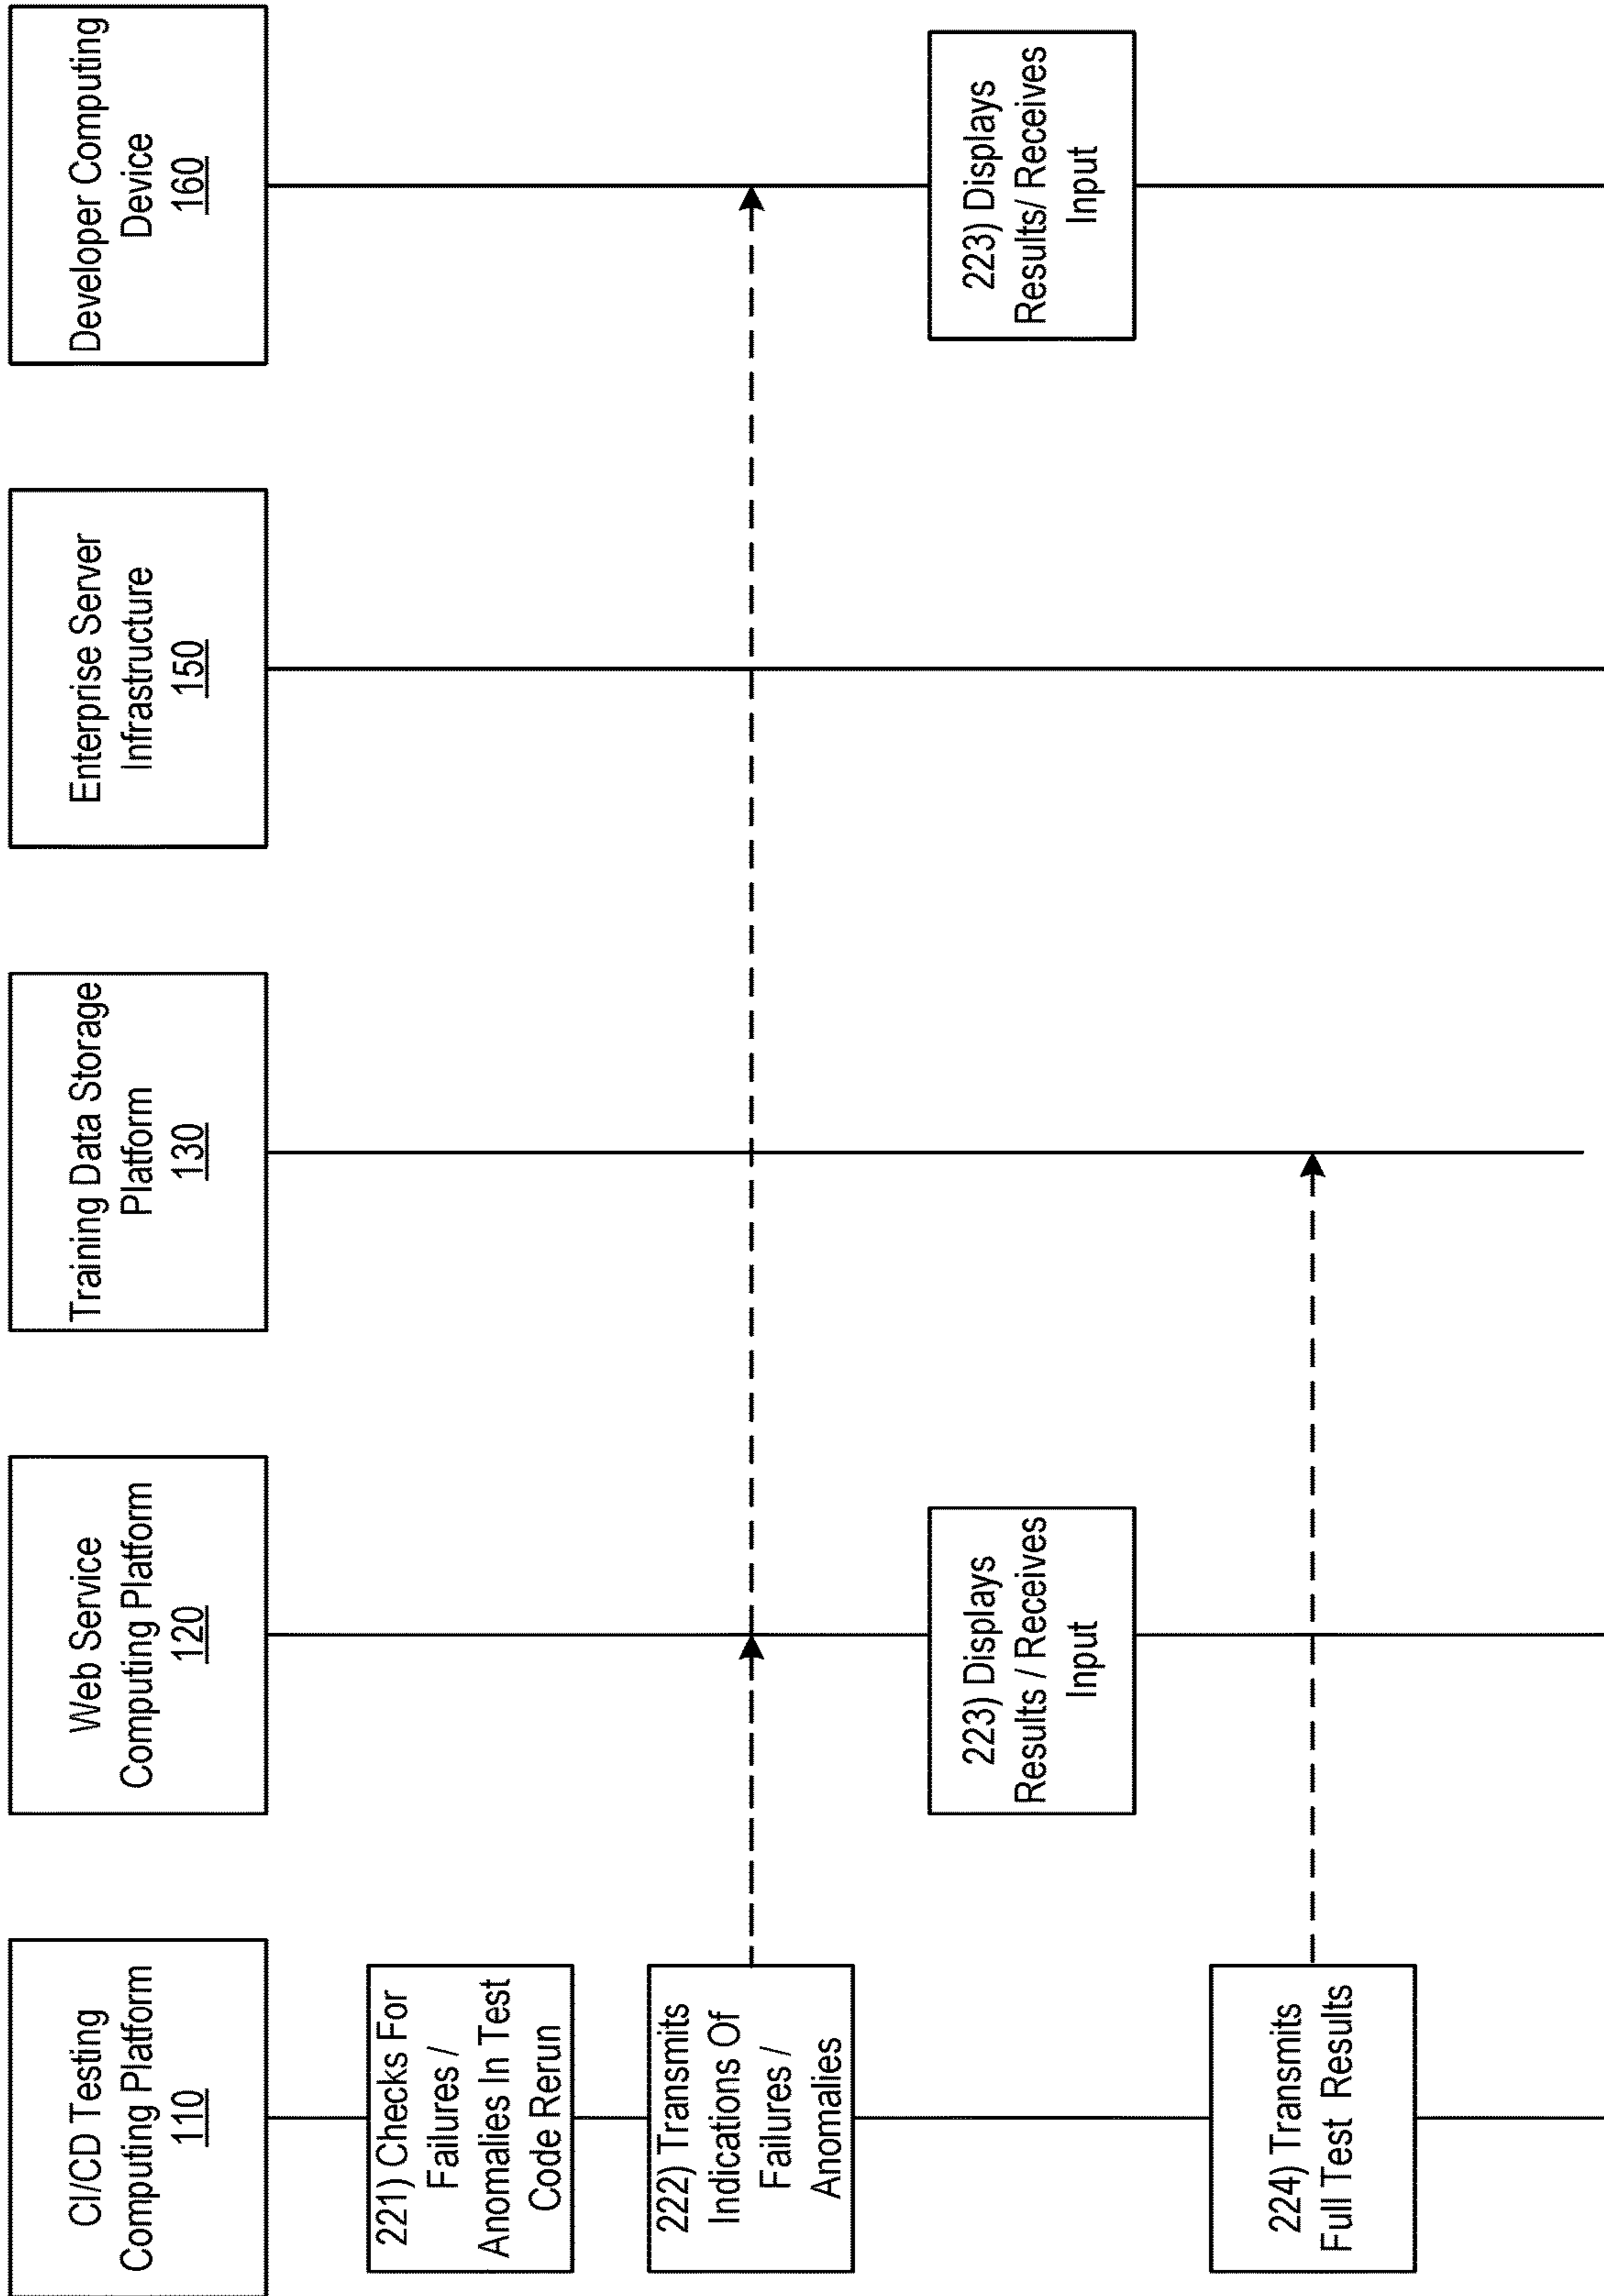 CI/CD Testing
Computing Platform
110
Web Service
Computing Platform
120
Training Data Storage
Platform
130
Enterprise Server
Infrastructure
150
Developer Computing
Device
160
221) Checks For
Failures /
Anomalies In Test
Code Rerun
222) Transmits
Indications Of
Failures /
Anomalies
223) Displays
Results / Receives
Input
223) Displays
Results/ Receives
Input
224) Transmits
Full Test Results